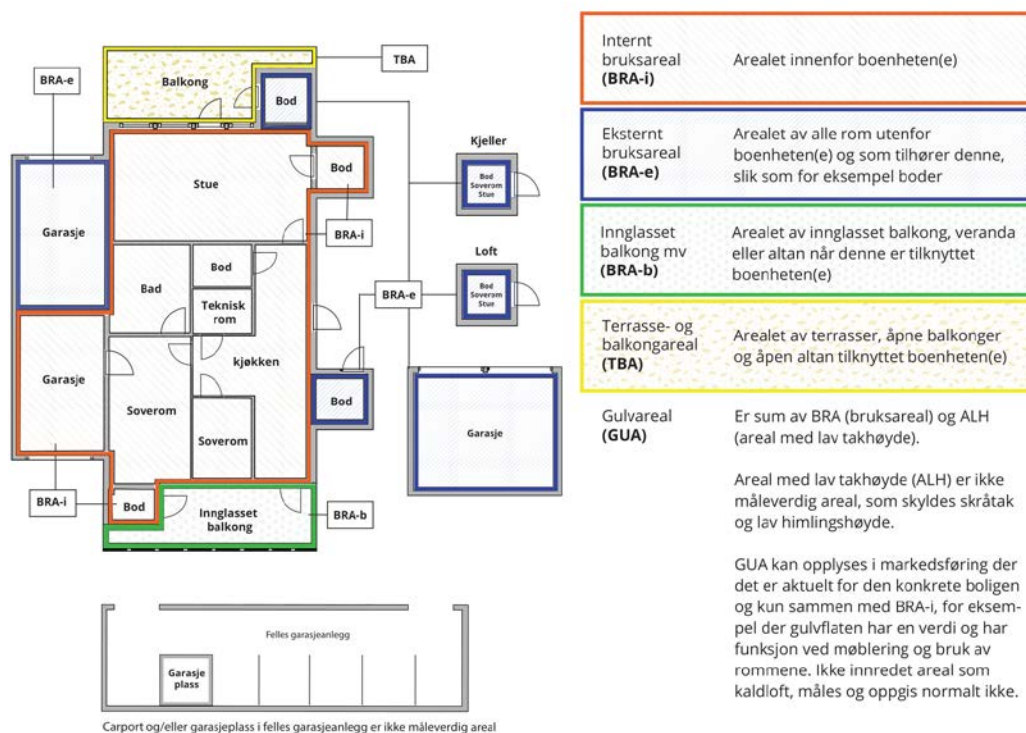 TBA
BRA-e
Balkong
Bod
Kjeller
Bod
Soverom
Stue
Stue
Bod
Garasje
BRA-i
Loft
Bod
Bad
Bod
Soverom
Stue
Teknisk
rom
BRA-e
kjøkken
Garasje
Soverom
Bod
Soverom
Garasje
BRA-i
Bod
Innglasset
balkong
BRA-b
Felles garasjeanlegg
Garasje
plass
Carport og/eller garasjeplass i felles garasjeanlegg er ikke måleverdig areal
Internt
bruksareal
(BRA-i)
Arealet innenfor boenheten(e)
Eksternt
bruksareal
(BRA-e)
Arealet av alle rom utenfor
boenheten(e) og som tilhører denne,
slik som for eksempel boder
Innglasset
balkong mv
(BRA-b)
Arealet av innglasset balkong, veranda
eller altan når denne er tilknyttet
boenheten(e)
Terrasse- og
balkongareal
(TBA)
Arealet av terrasser, åpne balkonger
og åpen altan tilknyttet boenheten(e)
Gulvareal
(GUA)
Er sum av BRA (bruksareal) og ALH
(areal med lav takhøyde).
Areal med lav takhøyde (ALH) er ikke
måleverdig areal, som skyldes skråtak
og lav himlingshøyde.
GUA kan opplyses i markedsføring der
det er aktuelt for den konkrete boligen
og kun sammen med BRA-i, for eksem-
pel der gulvflaten har en verdi og har
funksjon ved møblering og bruk av
rommene. Ikke innredet areal som
kaldloft, måles og oppgis normalt ikke.